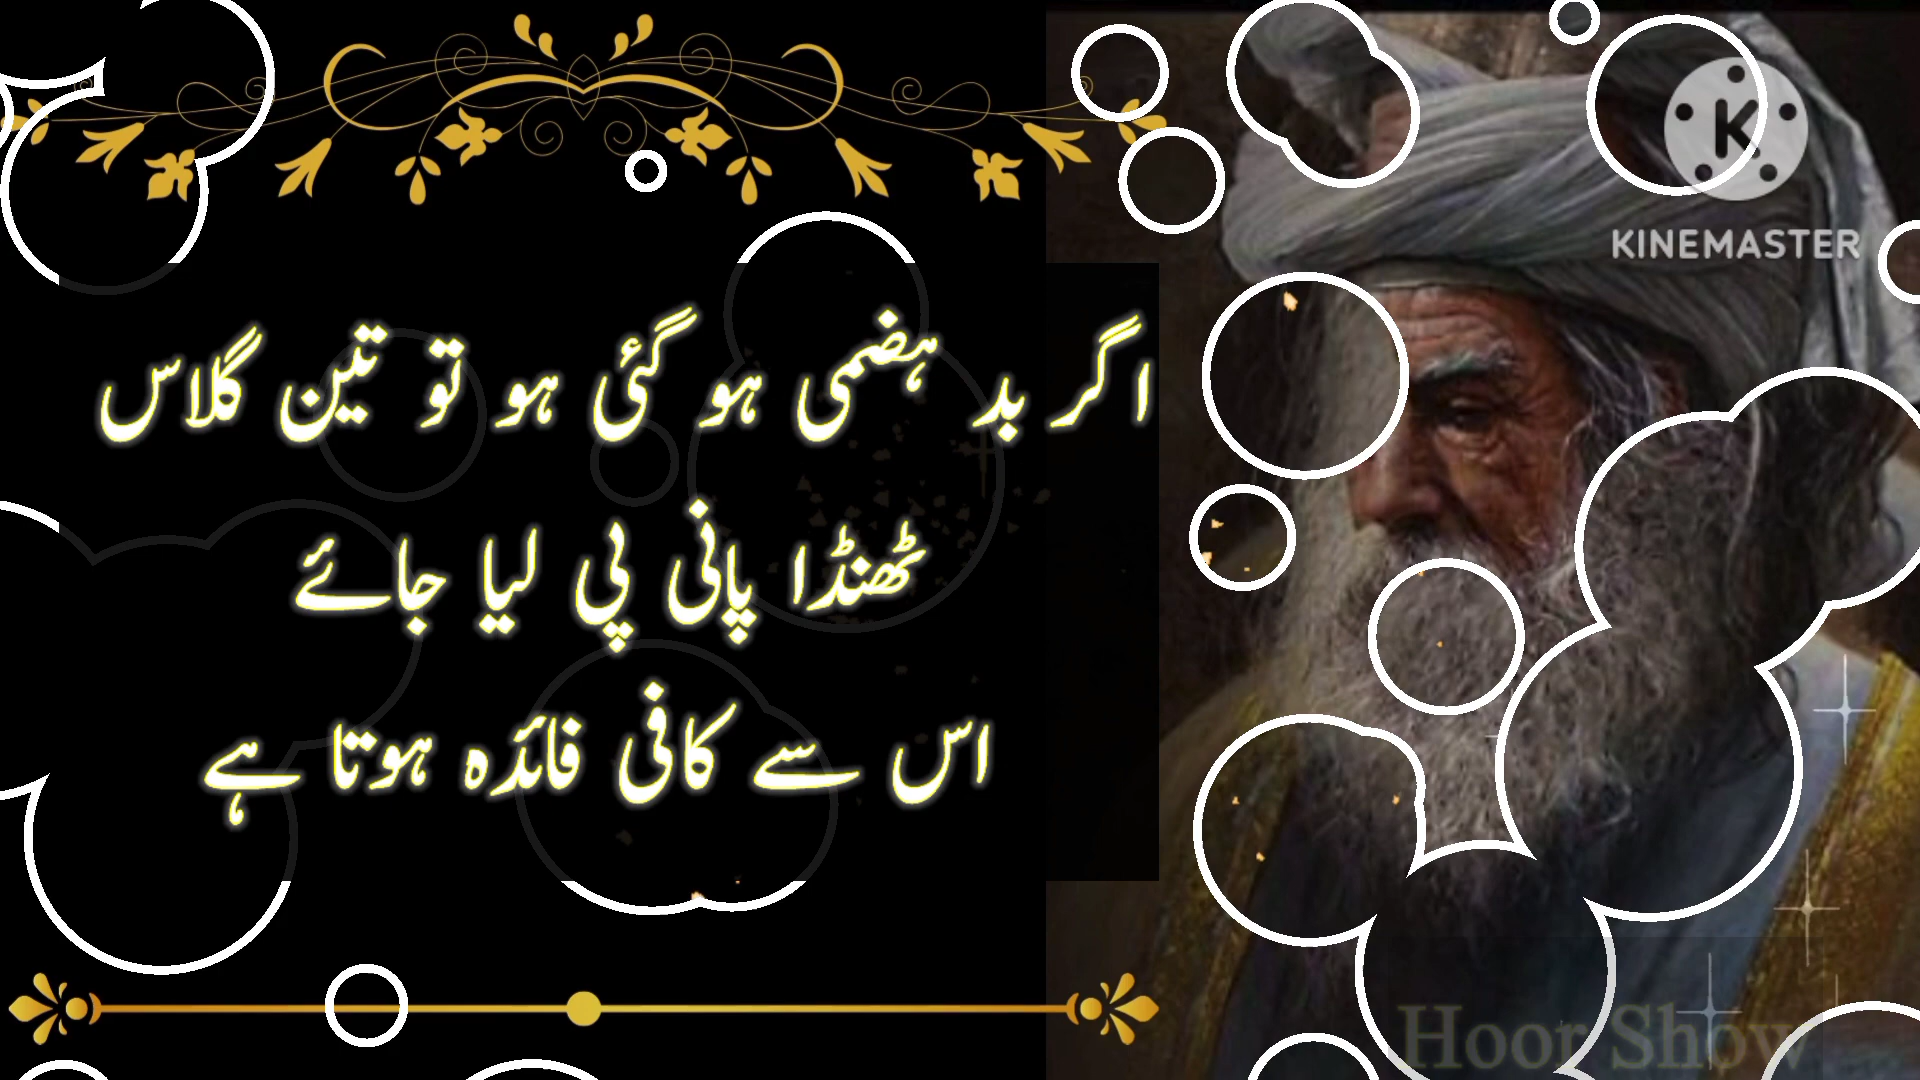 اگر بد ہضمی ہو گئی ہو تو تین گلاس
ٹھنڈا پانی پی لیا جائے
اس سے کافی فائدہ ہوتا ہے
K
KINEMASTER
Hoor Show